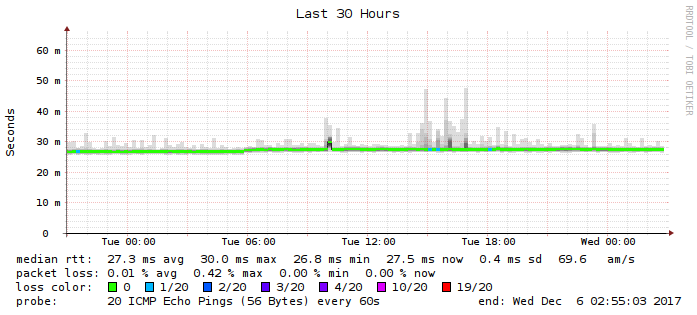 Last 30 Hours
RRDTOOL / TOBI OETIKER
Seconds
60 m
50 m
40 m
30 m
20 m
10 m
0
Tue 00:00 Tue 06:00 Tue 12:00 Tue 18:00 Wed 00:00
median rtt: 27.3 ms avg 30.0 ms max 26.8 ms min 27.5 ms now 0.4 ms sd 69.6 am/s
packet loss: 0.01 % avg 0.42 % max 0.00 % min 0.00 % now
loss color: 0 1/20 2/20 3/20 4/20 10/20 19/20
probe: 20 ICMP Echo Pings (56 Bytes) every 60s end: Wed Dec 6 02:55:03 2017